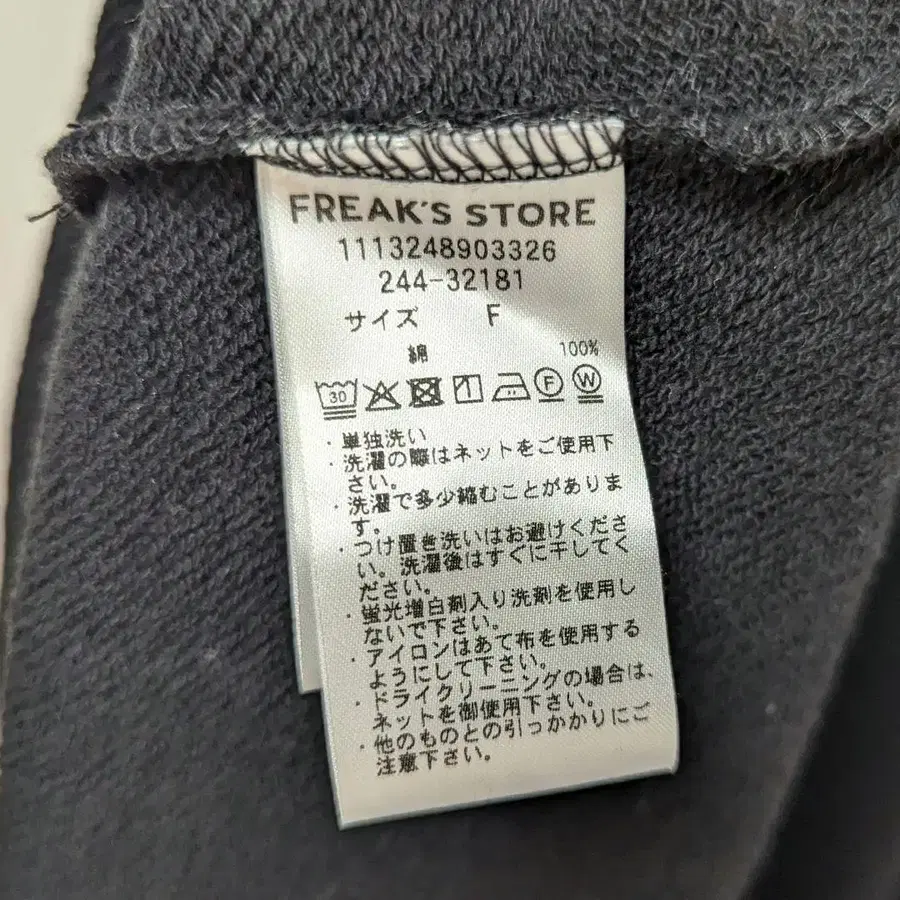 FREAK'S STORE
1113248903326
244-32181
サイズ F
綿 100%
30 F W
・単独洗い
・洗濯の際はネットをご使用下
さい。
・洗濯で多少縮むことがありま
す。
・つけ置き洗いはお避けくださ
い。洗濯後はすぐに干してく
ださい。
・蛍光増白剤入り洗剤を使用し
ないで下さい。
・アイロンはあて布を使用する
ようにして下さい。
・ドライクリーニングの場合は、
ネットを御使用下さい。
・他のものとの引っかかりにご
注意下さい。